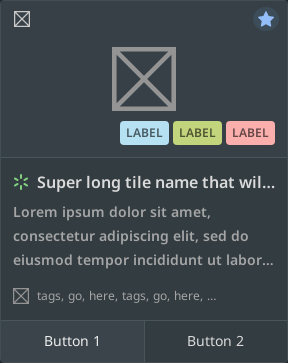 LABEL LABEL LABEL
Super long tile name that wil...
Lorem ipsum dolor sit amet,
consectetur adipiscing elit, sed do
eiusmod tempor incididunt ut labor...
tags, go, here, tags, go, here, ...
Button 1 Button 2